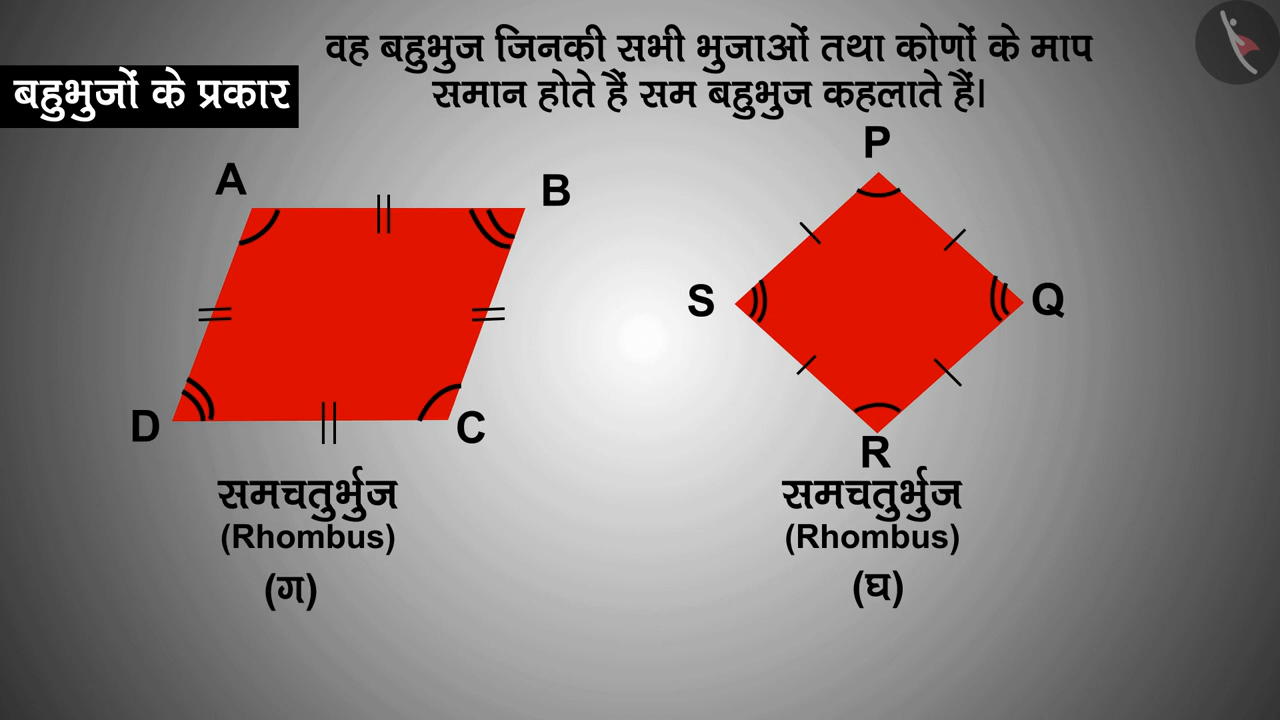 वह बहुभुज जिनकी सभी भुजाओं तथा कोणों के माप
समान होते हैं सम बहुभुज कहलाते हैं।
बहुभुजों के प्रकार
A
B
D
C
समचतुर्भुज
(Rhombus)
(ग)
P
S
Q
R
समचतुर्भुज
(Rhombus)
(घ)